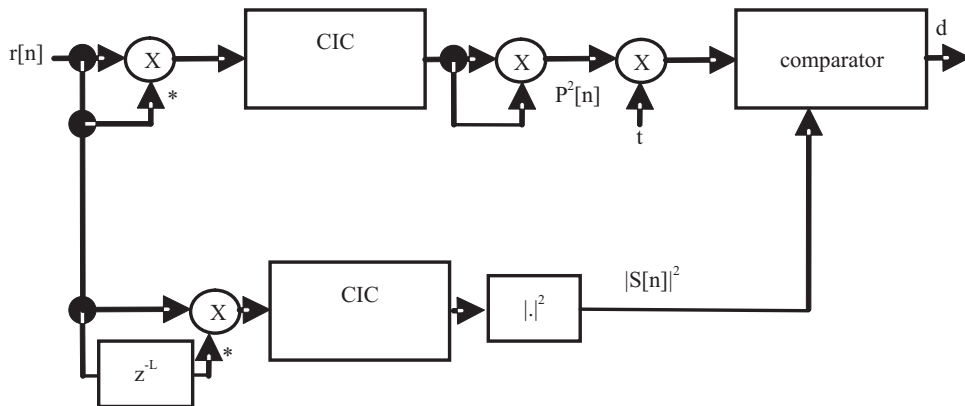 r[n]
X
*
CIC
X
P²[n]
X
t
comparator
d
X
*
z⁻ᴸ
CIC
|.|²
|S[n]|²